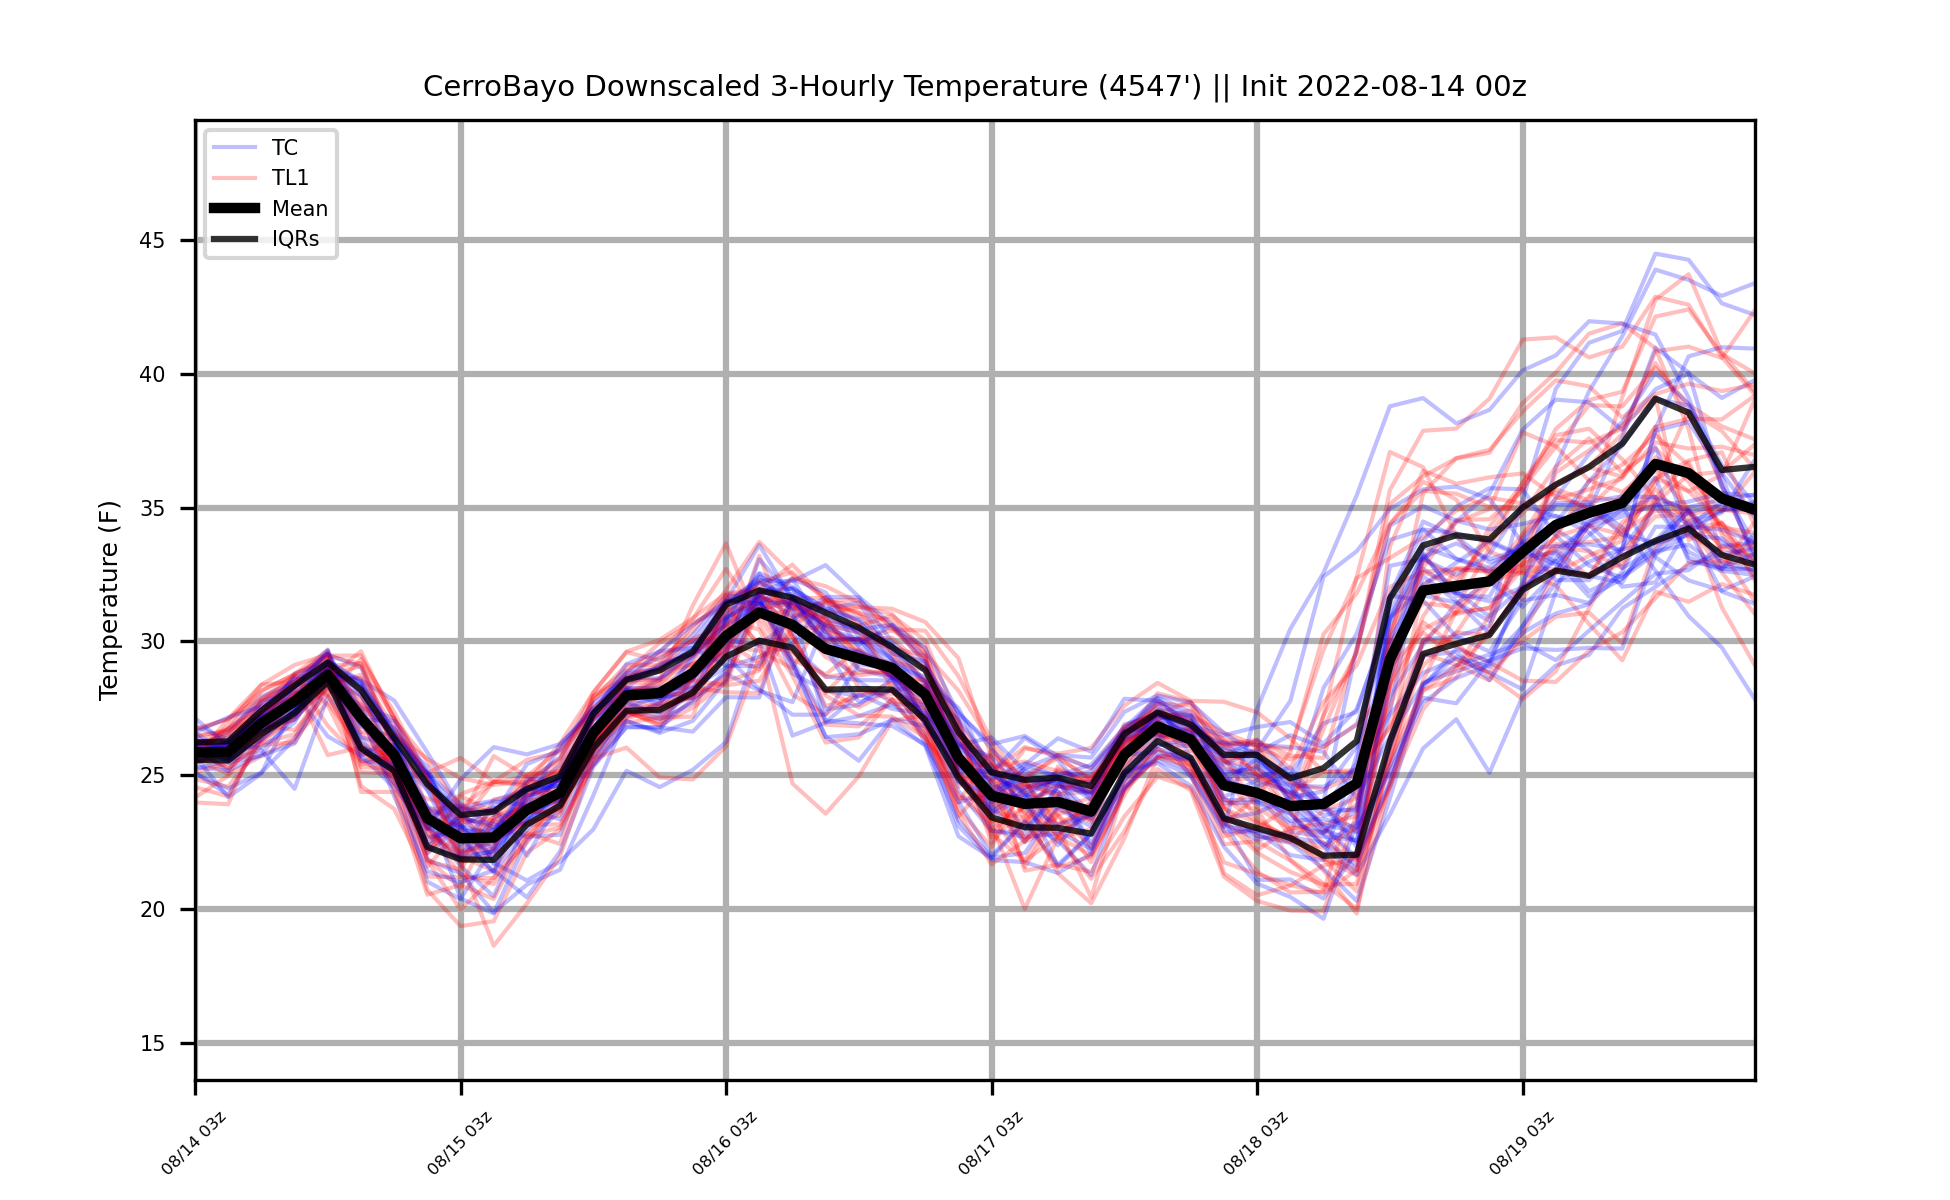 CerroBayo Downscaled 3-Hourly Temperature (4547') || Init 2022-08-14 00z
TC
TL1
Mean
IQRs
Temperature (F)
45
40
35
30
25
20
15
08/14 03z
08/15 03z
08/16 03z
08/17 03z
08/18 03z
08/19 03z